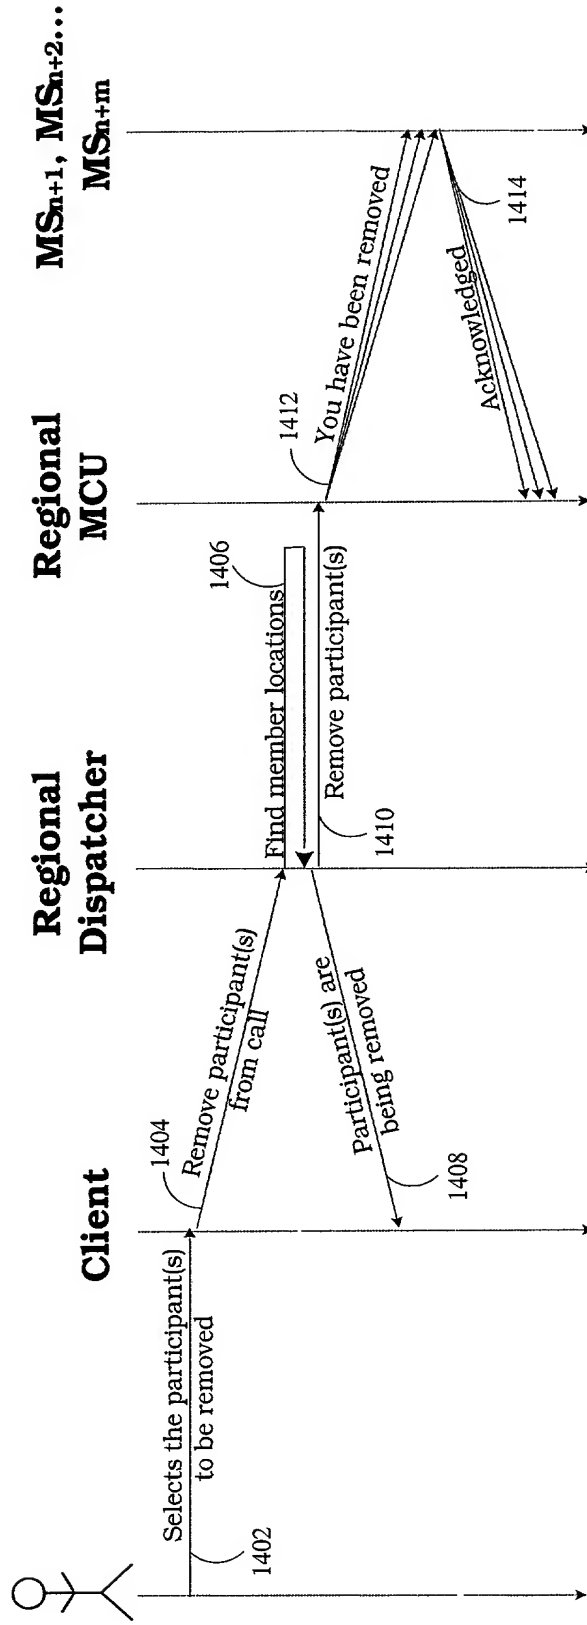 Client
Regional
Dispatcher
Regional
MCU
MSn+1, MSn+2...
MSn+m
Selects the participant(s)
to be removed
1402
1404
Remove participant(s)
from call
Find member locations
1406
Participant(s) are
being removed
1408
Remove participant(s)
1410
1412
You have been removed
Acknowledged
1414